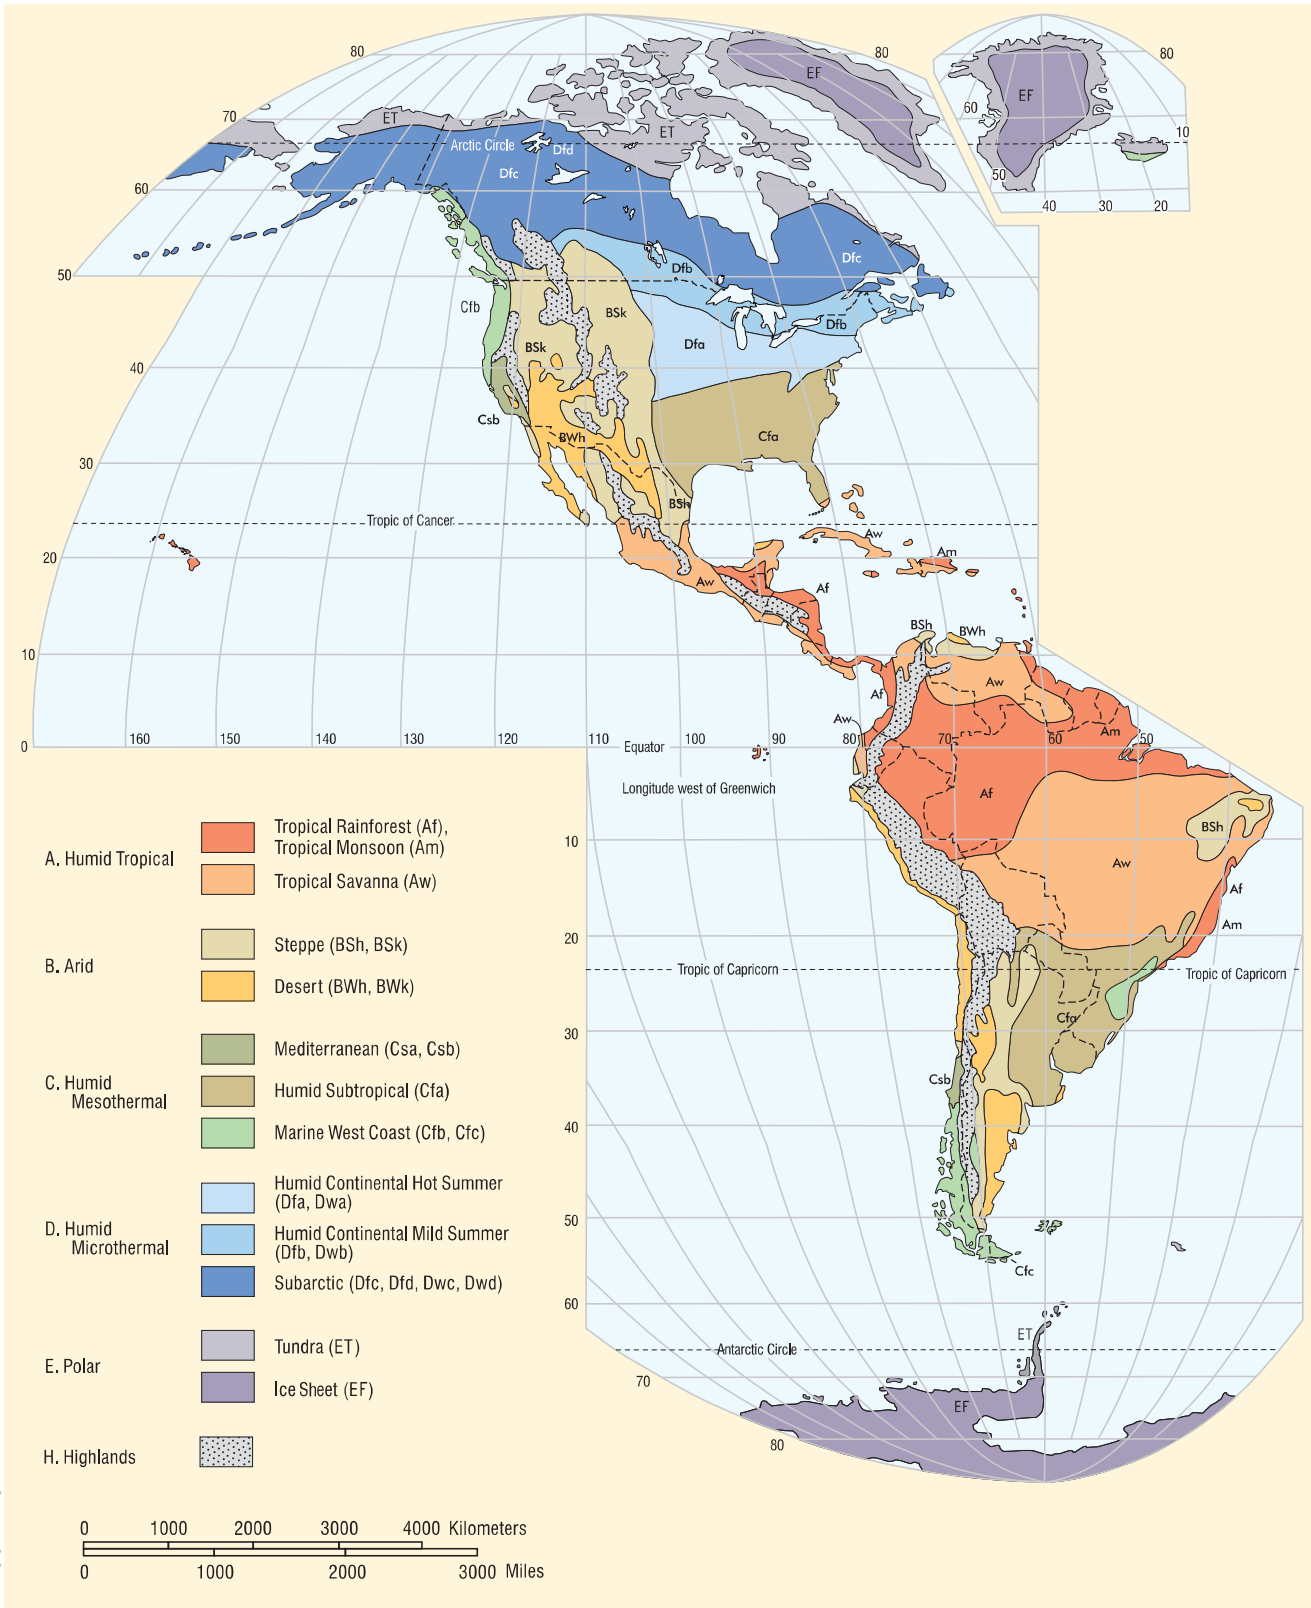 80
80
80
EF
EF
70
60
ET
ET
10
Arctic Circle
Dfd
Dfc
50
60
40
30
20
Dfc
50
Dfb
Cfb
BSk
Dfb
BSk
Dfa
40
Csb
Cfa
BWh
30
BSh
Tropic of Cancer
Aw
Am
20
Aw
Af
BSh
BWh
10
Aw
Af
Aw
Am
0
160
150
140
130
120
110
Equator
100
90
80
70
60
50
Longitude west of Greenwich
Af
BSh
10
Aw
Af
Am
20
Tropic of Capricorn
Tropic of Capricorn
Cfa
30
Csb
40
50
Cfc
60
ET
Antarctic Circle
70
EF
80
A. Humid Tropical
Tropical Rainforest (Af),
Tropical Monsoon (Am)
Tropical Savanna (Aw)
B. Arid
Steppe (BSh, BSk)
Desert (BWh, BWk)
C. Humid
Mesothermal
Mediterranean (Csa, Csb)
Humid Subtropical (Cfa)
Marine West Coast (Cfb, Cfc)
D. Humid
Microthermal
Humid Continental Hot Summer
(Dfa, Dwa)
Humid Continental Mild Summer
(Dfb, Dwb)
Subarctic (Dfc, Dfd, Dwc, Dwd)
E. Polar
Tundra (ET)
Ice Sheet (EF)
H. Highlands
0 1000 2000 3000 4000 Kilometers
0 1000 2000 3000 Miles